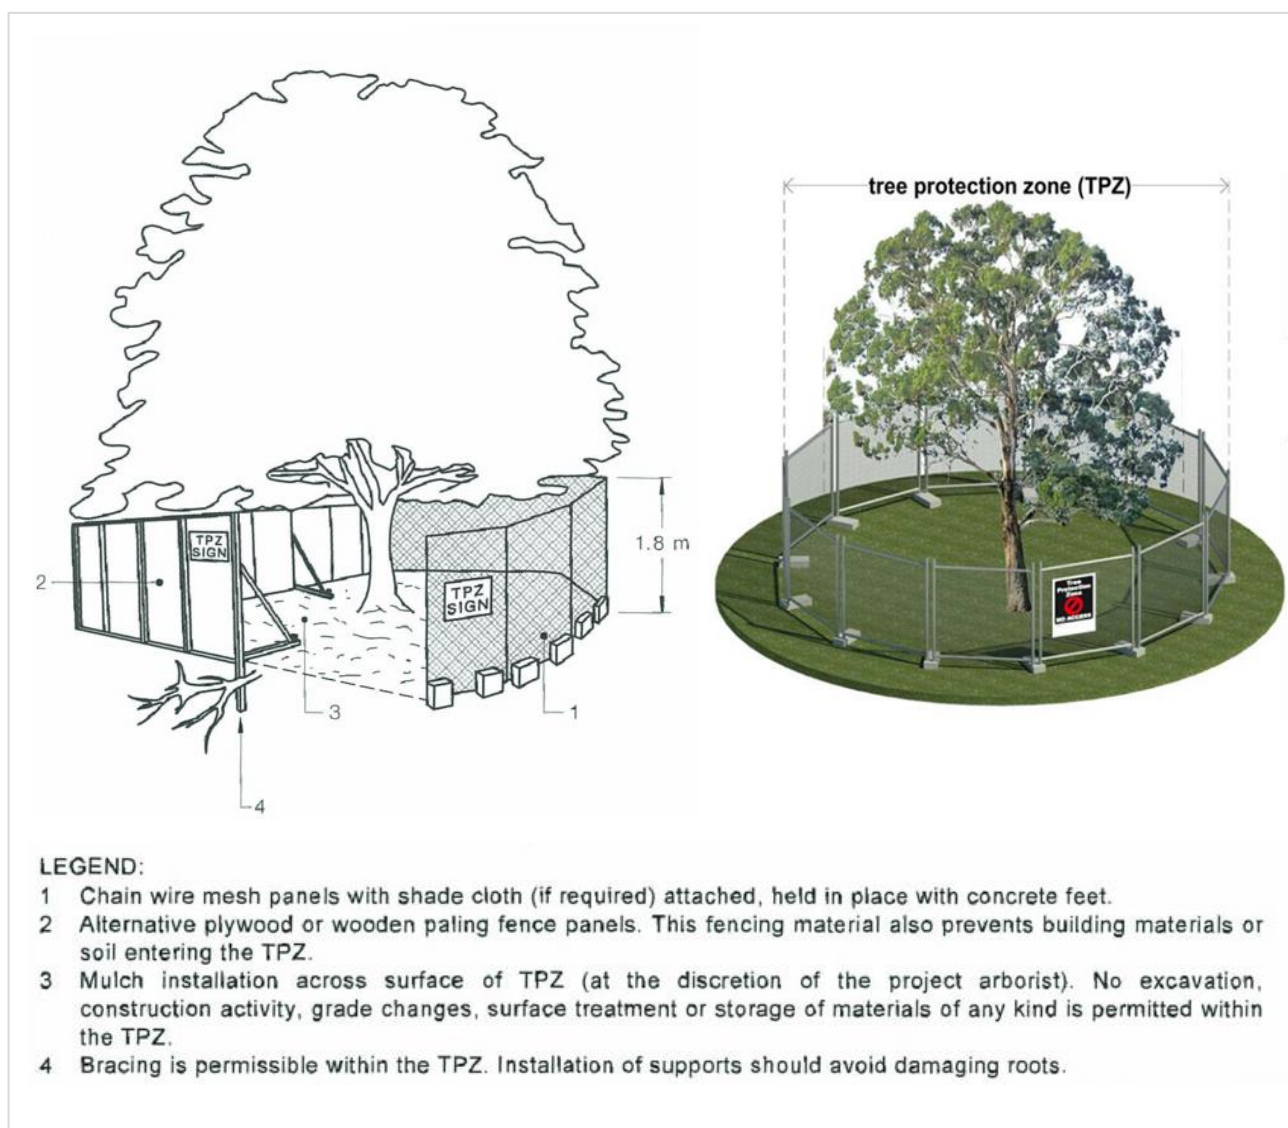 tree protection zone (TPZ)
TPZ
SIGN
1.8 m
2
TPZ
SIGN
Tree
Protection
Zone
NO ACCESS
3
1
4
LEGEND:
1 Chain wire mesh panels with shade cloth (if required) attached, held in place with concrete feet.
2 Alternative plywood or wooden paling fence panels. This fencing material also prevents building materials or
soil entering the TPZ.
3 Mulch installation across surface of TPZ (at the discretion of the project arborist). No excavation,
construction activity, grade changes, surface treatment or storage of materials of any kind is permitted within
the TPZ.
4 Bracing is permissible within the TPZ. Installation of supports should avoid damaging roots.